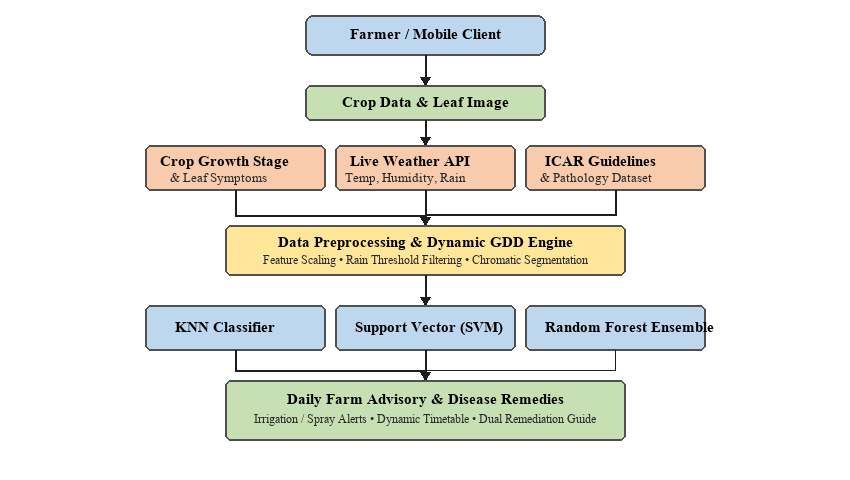 Farmer / Mobile Client
Crop Data & Leaf Image
Crop Growth Stage
& Leaf Symptoms
Live Weather API
Temp, Humidity, Rain
ICAR Guidelines
& Pathology Dataset
Data Preprocessing & Dynamic GDD Engine
Feature Scaling • Rain Threshold Filtering • Chromatic Segmentation
KNN Classifier
Support Vector (SVM)
Random Forest Ensemble
Daily Farm Advisory & Disease Remedies
Irrigation / Spray Alerts • Dynamic Timetable • Dual Remediation Guide